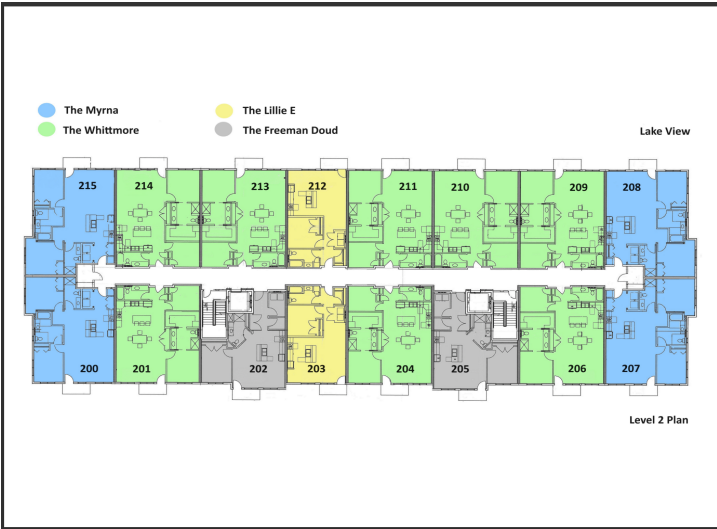 The Myrna
The Lillie E
The Whittmore
The Freeman Doud
Lake View
215
214
213
212
211
210
209
208
200
201
202
203
204
205
206
207
Level 2 Plan